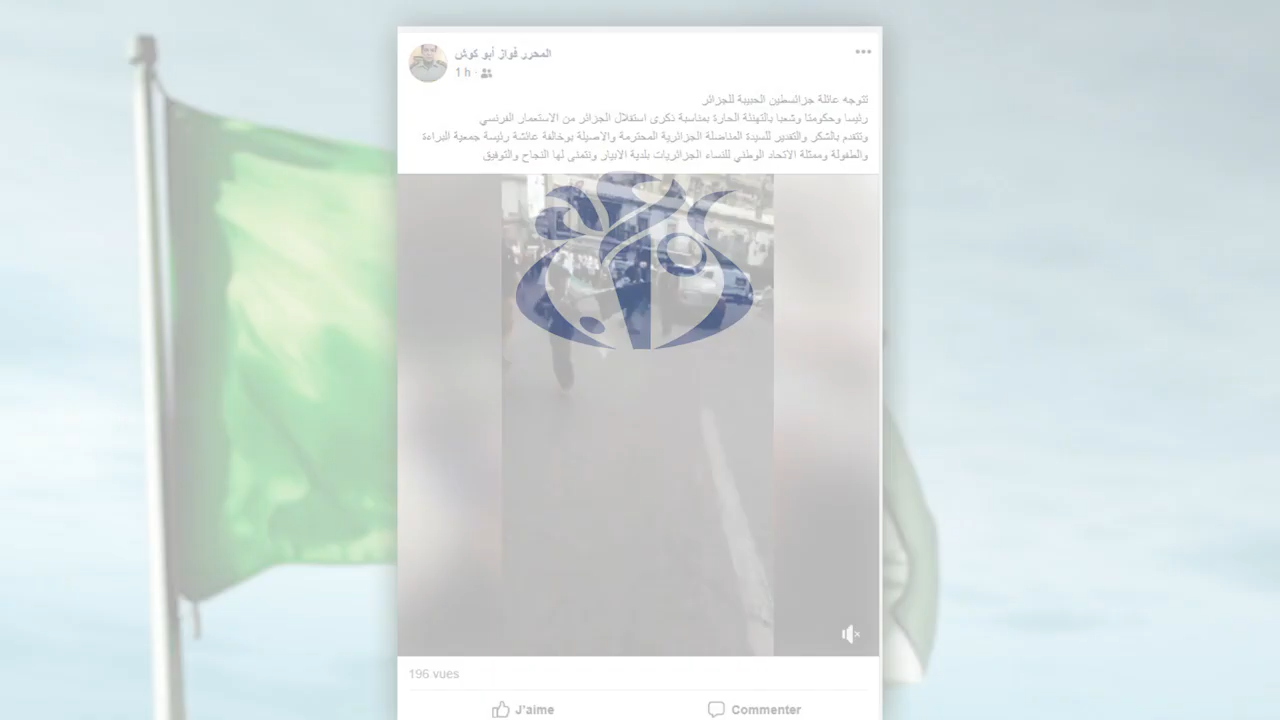 المحرر فواز أبو كوش
1 h ·
تتوجه عائلة جزائسطين الحبيبة للجزائر
رئيسا وحكومتا وشعبا بالتهنئة الحارة بمناسبة ذكرى استقلال الجزائر من الاستعمار الفرنسي
وتتقدم بالشكر والتقدير للسيدة المناضلة الجزائرية المحترمة والاصيلة بوخالفة عائشة رئيسة جمعية البراءة
والطفولة وممثلة الاتحاد الوطني للنساء الجزائريات بلدية الابيار ونتمنى لها النجاح والتوفيق
196 vues
J'aime
Commenter